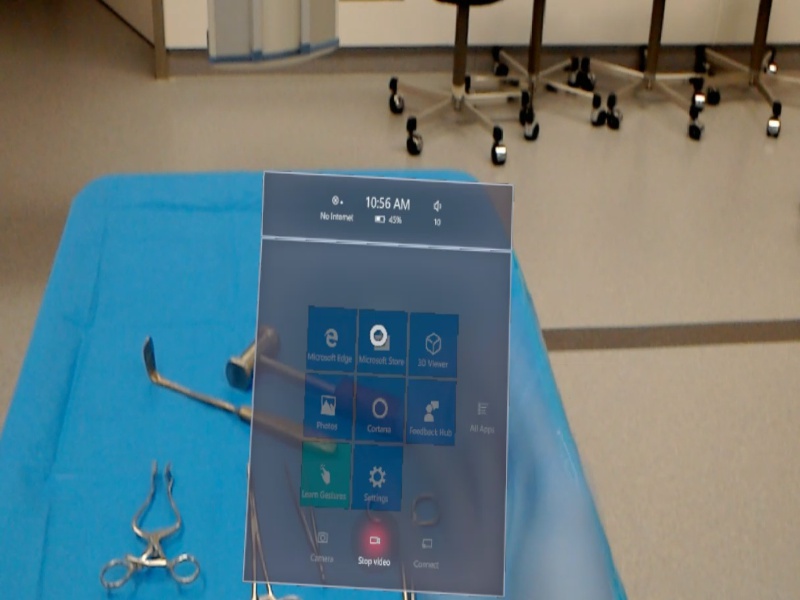 10:56 AM
No Internet
45%
10
Microsoft Edge
Microsoft Store
3D Viewer
Photos
Cortana
Feedback Hub
All Apps
Learn Gestures
Settings
Camera
Stop video
Connect